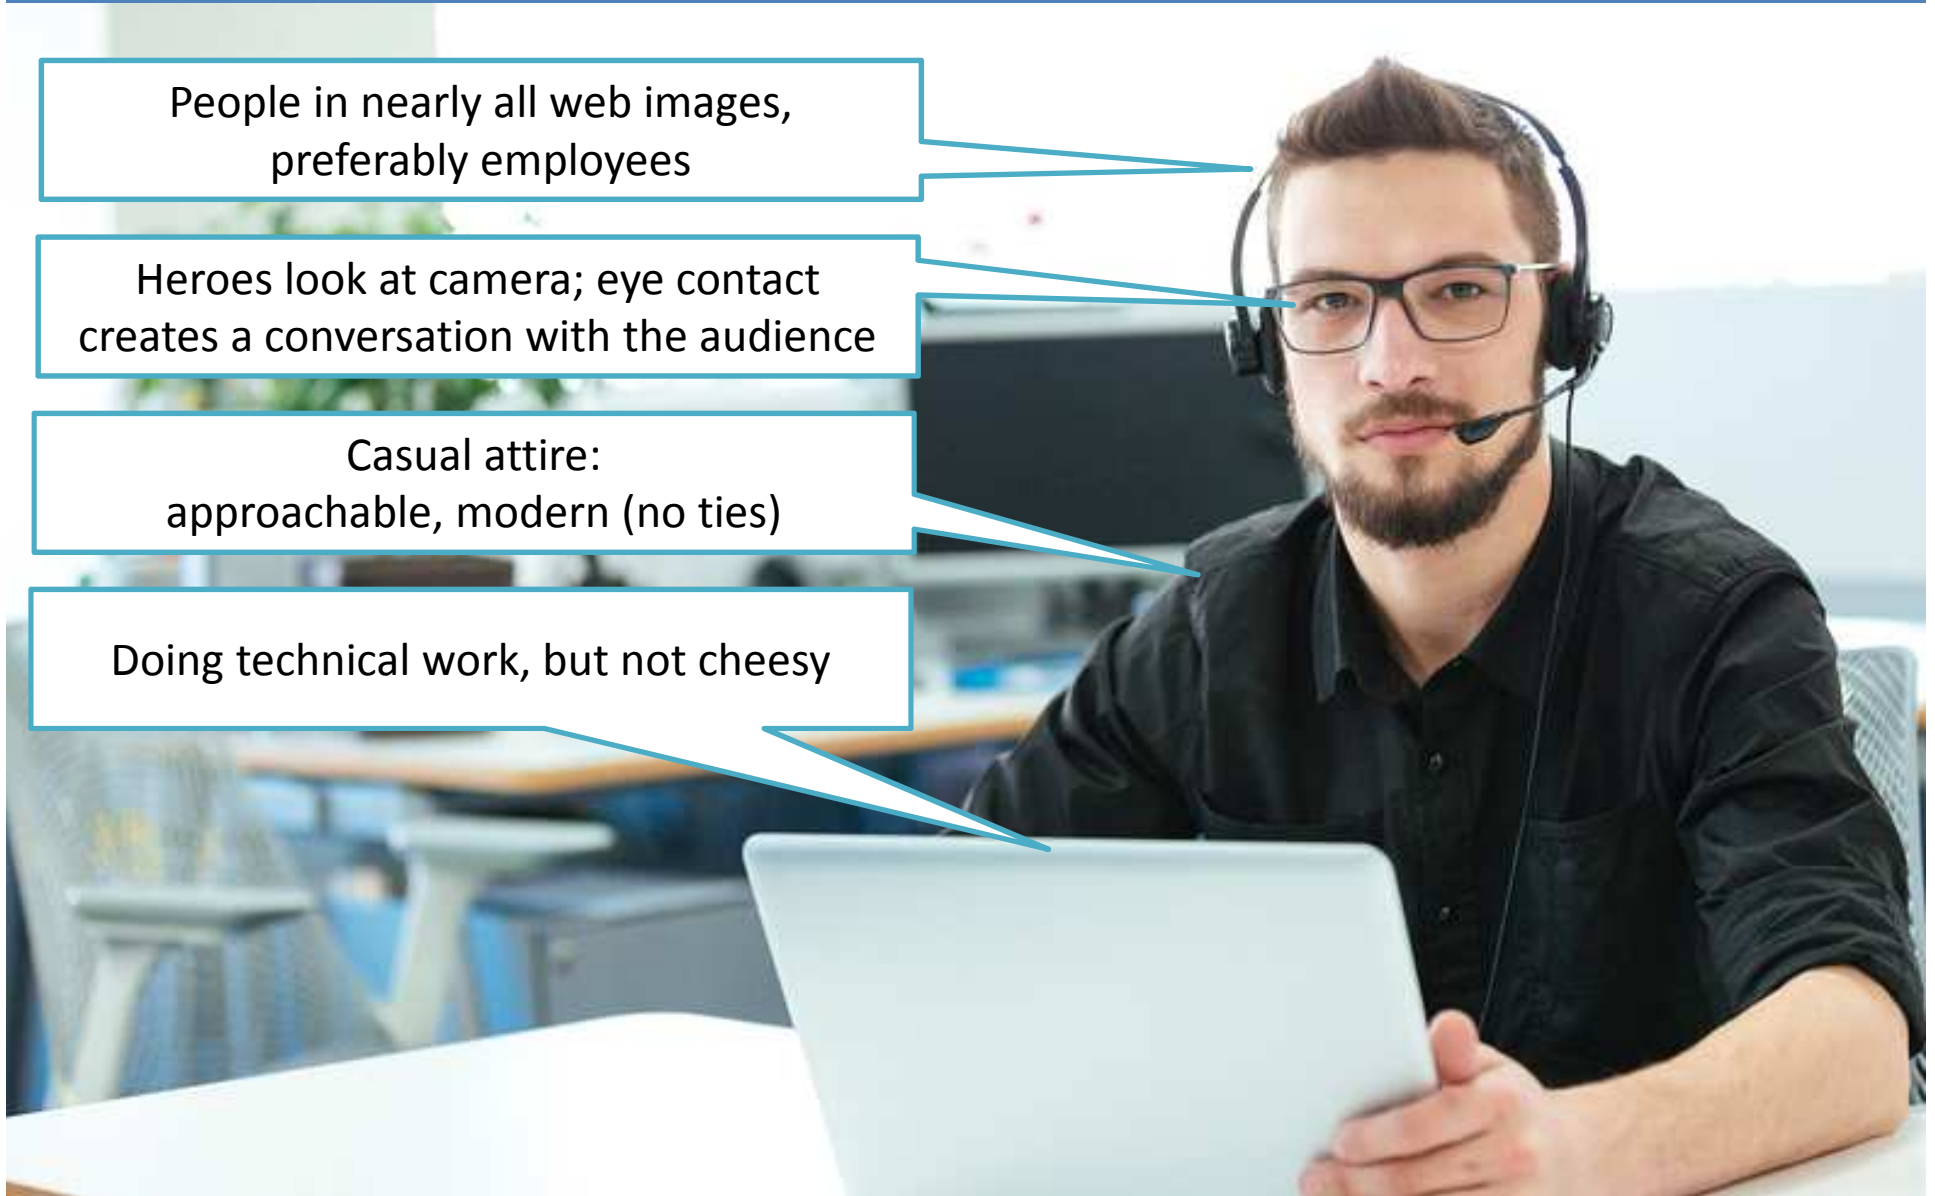 People in nearly all web images,
preferably employees
Heroes look at camera; eye contact
creates a conversation with the audience
Casual attire:
approachable, modern (no ties)
Doing technical work, but not cheesy